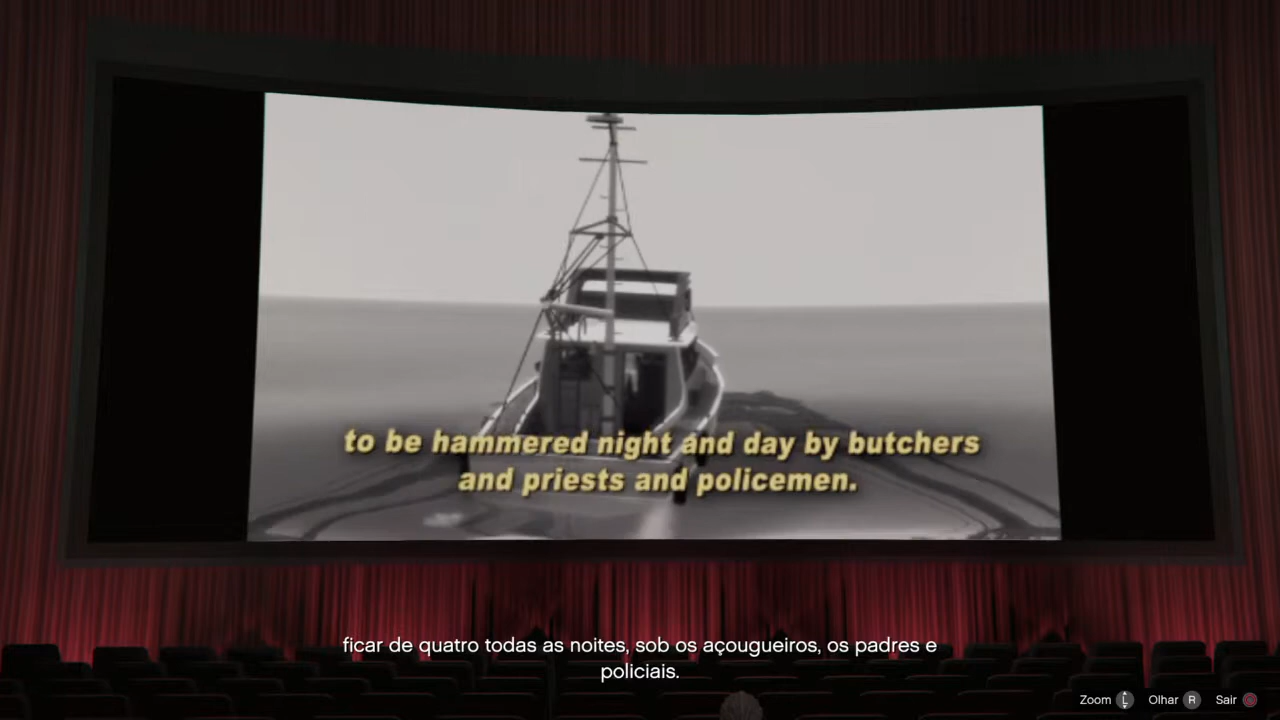 to be hammered night and day by butchers
and priests and policemen.
ficar de quatro todas as noites, sob os açougueiros, os padres e
policiais.
Zoom L Olhar R Sair